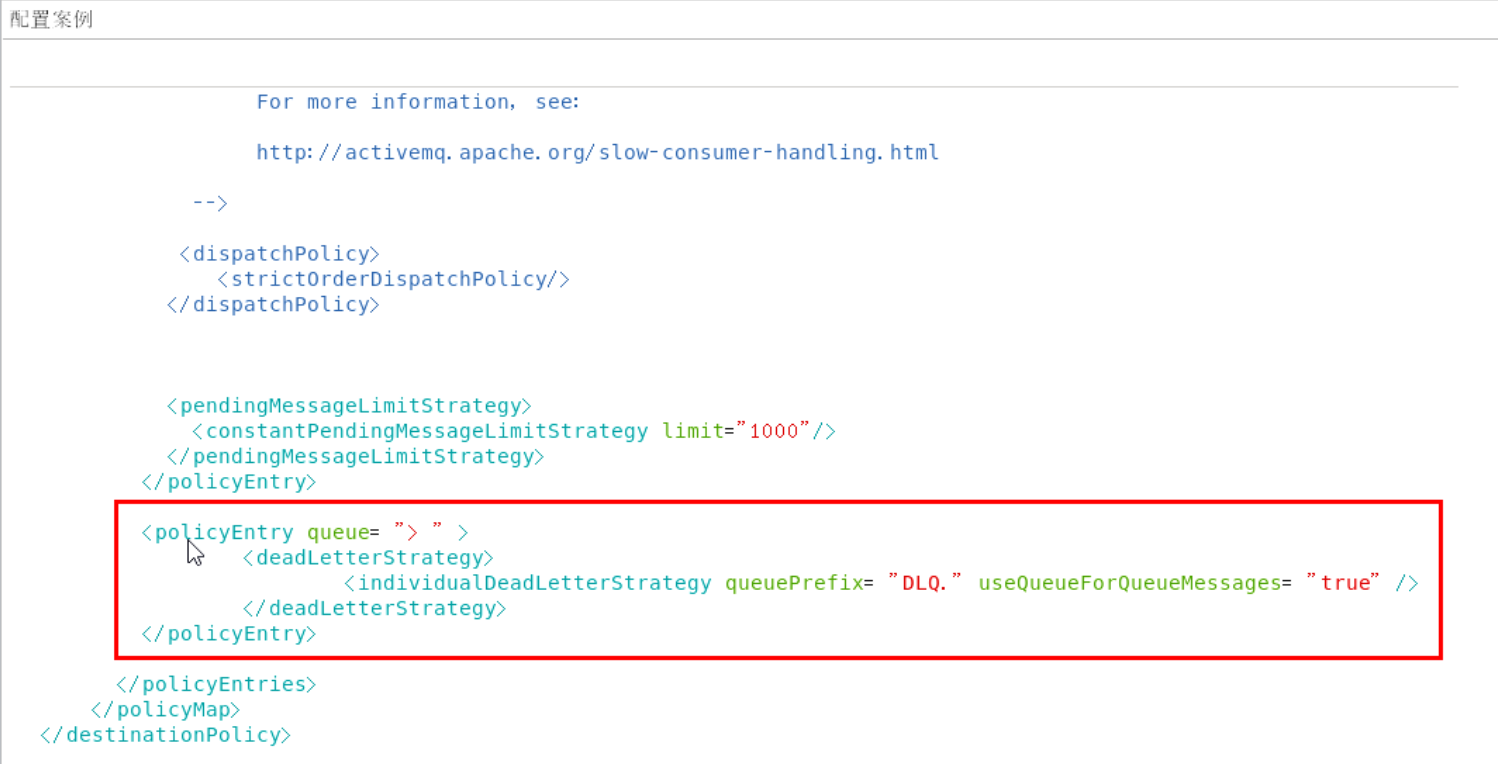 配置案例
For more information, see:
http://activemq.apache.org/slow-consumer-handling.html
-->
<dispatchPolicy>
<strictOrderDispatchPolicy/>
</dispatchPolicy>
<pendingMessageLimitStrategy>
<constantPendingMessageLimitStrategy limit="1000"/>
</pendingMessageLimitStrategy>
</policyEntry>
<policyEntry queue= "> " >
<deadLetterStrategy>
<individualDeadLetterStrategy queuePrefix= "DLQ." useQueueForQueueMessages= "true" />
</deadLetterStrategy>
</policyEntry>
</policyEntries>
</policyMap>
</destinationPolicy>